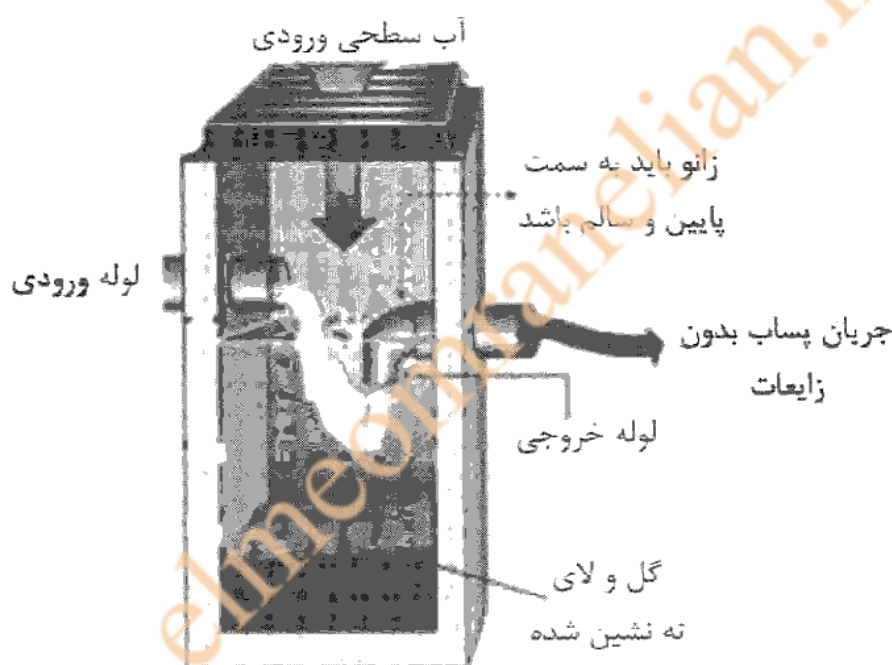 آب سطحی ورودی
زانو باید به سمت
پایین و سالم باشد
لوله ورودی
جریان پساب بدون
زایعات
لوله خروجی
گل و لای
ته نشین شده
elmeomranelian.